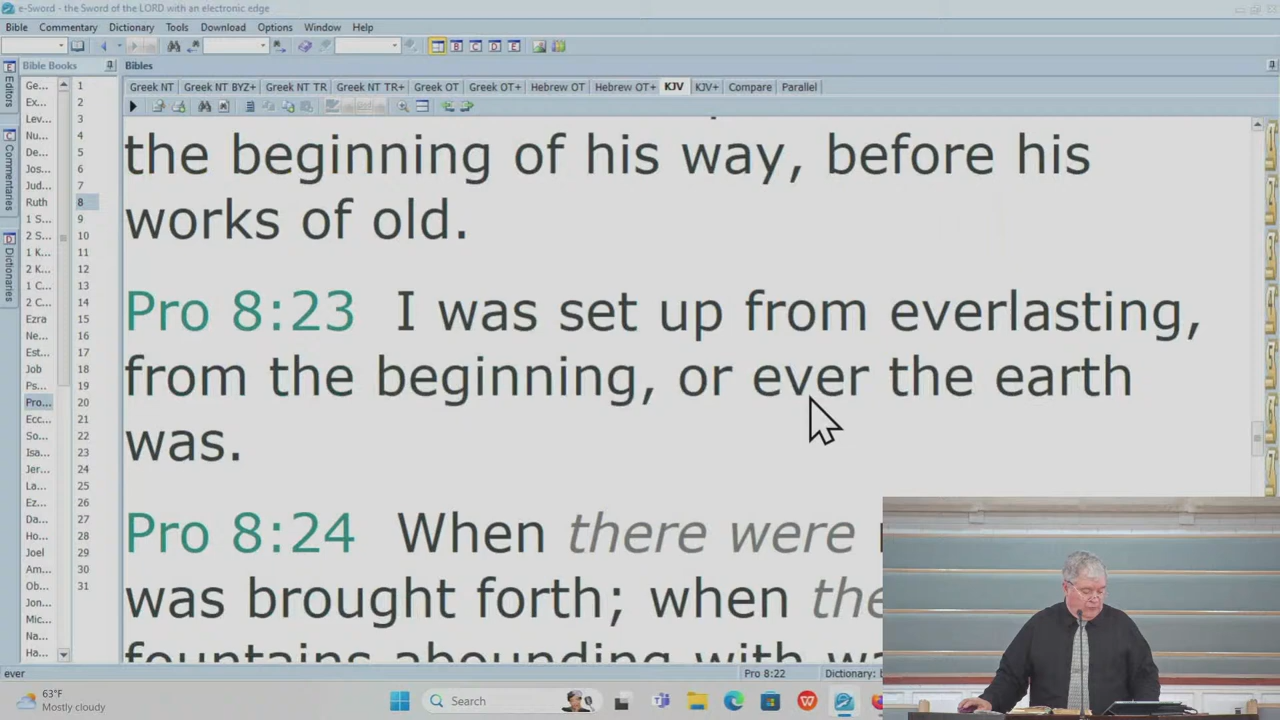 e-Sword - the Sword of the LORD with an electronic edge
Bible Commentary Dictionary Tools Download Options Window Help
B C D E
Bible Books
Bibles
Editors
Commentaries
Dictionaries
Greek NT Greek NT BYZ+ Greek NT TR Greek NT TR+ Greek OT Greek OT+ Hebrew OT Hebrew OT+ KJV KJV+ Compare Parallel
Ge... 1
Ex... 2
Lev... 3
Nu... 4
De... 5
Jos... 6
Jud... 7
Ruth 8
1 S... 9
2 S... 10
1 K... 11
2 K... 12
1 C... 13
2 C... 14
Ezra 15
Ne... 16
Est... 17
Job 18
Ps... 19
Pro... 20
Ecc... 21
So... 22
Isa... 23
Jer... 24
La... 25
Ez... 26
Da... 27
Ho... 28
Joel 29
Am... 30
Ob... 31
Jon...
Mic...
Na...
Ha...
the beginning of his way, before his
works of old.
Pro 8:23 I was set up from everlasting,
from the beginning, or ever the earth
was.
Pro 8:24 When there were
was brought forth; when
fountains abounding with
ever
Pro 8:22
Dictionary:
63°F
Mostly cloudy
Search